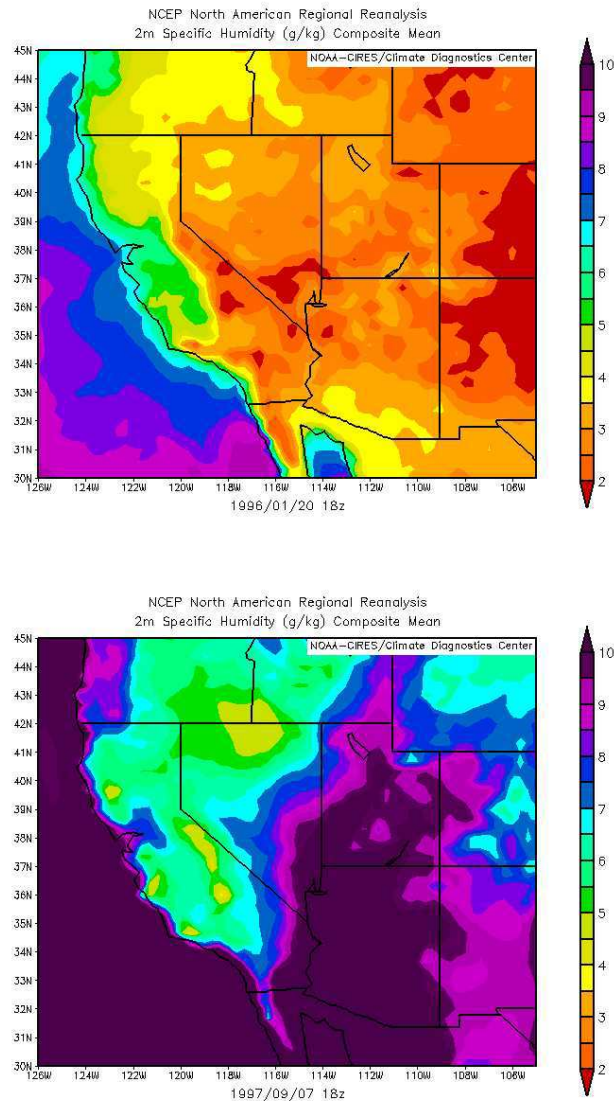 NCEP North American Regional Reanalysis
2m Specific Humidity (g/kg) Composite Mean
NOAA-CIRES/Climate Diagnostics Center
45N
44N
43N
42N
41N
40N
39N
38N
37N
36N
35N
34N
33N
32N
31N
30N
126W 124W 122W 120W 118W 116W 114W 112W 110W 108W 106W
1996/01/20 18z
10
9
8
7
6
5
4
3
2
NCEP North American Regional Reanalysis
2m Specific Humidity (g/kg) Composite Mean
NOAA-CIRES/Climate Diagnostics Center
45N
44N
43N
42N
41N
40N
39N
38N
37N
36N
35N
34N
33N
32N
31N
30N
126W 124W 122W 120W 118W 116W 114W 112W 110W 108W 106W
1997/09/07 18z
10
9
8
7
6
5
4
3
2